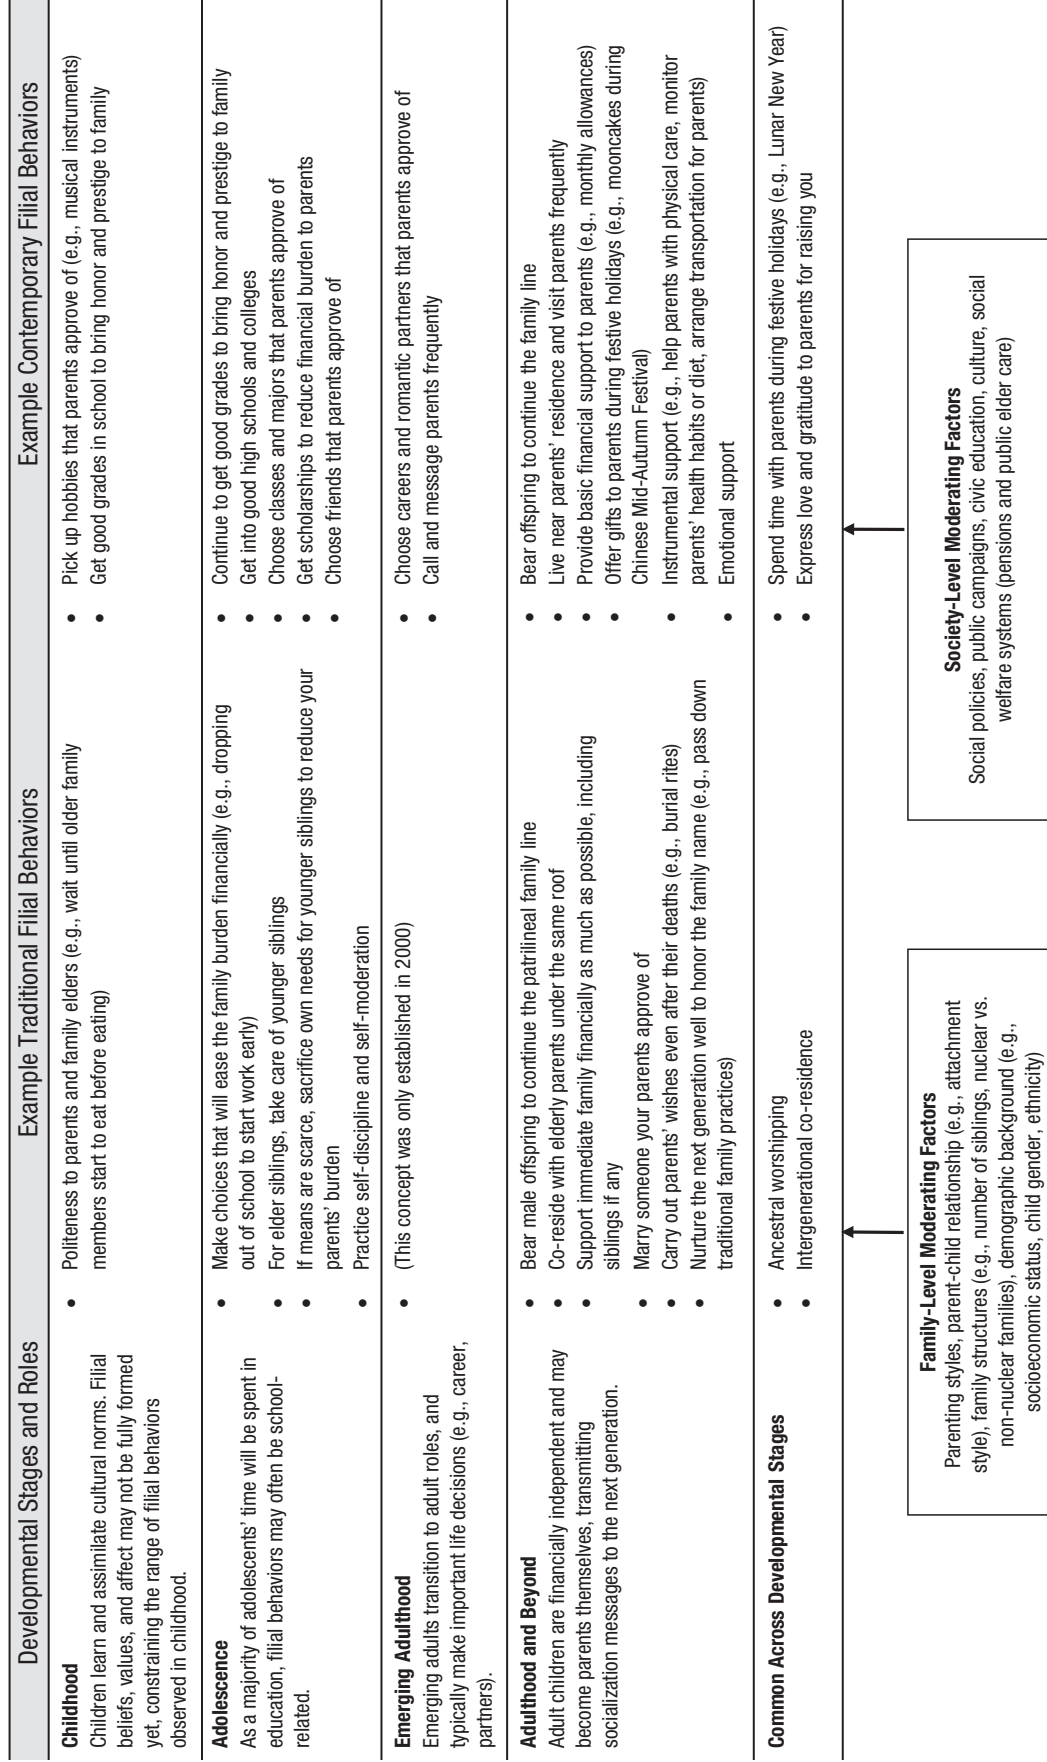 Developmental Stages and Roles
Example Traditional Filial Behaviors
Example Contemporary Filial Behaviors
Childhood
Children learn and assimilate cultural norms. Filial
beliefs, values, and affect may not be fully formed
yet, constraining the range of filial behaviors
observed in childhood.
• Politeness to parents and family elders (e.g., wait until older family
members start to eat before eating)
• Pick up hobbies that parents approve of (e.g., musical instruments)
• Get good grades in school to bring honor and prestige to family
Adolescence
As a majority of adolescents’ time will be spent in
education, filial behaviors may often be school-
related.
• Make choices that will ease the family burden financially (e.g., dropping
out of school to start work early)
• For elder siblings, take care of younger siblings
• If means are scarce, sacrifice own needs for younger siblings to reduce your
parents’ burden
• Practice self-discipline and self-moderation
• Continue to get good grades to bring honor and prestige to family
• Get into good high schools and colleges
• Choose classes and majors that parents approve of
• Get scholarships to reduce financial burden to parents
• Choose friends that parents approve of
Emerging Adulthood
Emerging adults transition to adult roles, and
typically make important life decisions (e.g., career,
partners).
• (This concept was only established in 2000)
• Choose careers and romantic partners that parents approve of
• Call and message parents frequently
Adulthood and Beyond
Adult children are financially independent and may
become parents themselves, transmitting
socialization messages to the next generation.
• Bear male offspring to continue the patrilineal family line
• Co-reside with elderly parents under the same roof
• Support immediate family financially as much as possible, including
siblings if any
• Marry someone your parents approve of
• Carry out parents’ wishes even after their deaths (e.g., burial rites)
• Nurture the next generation well to honor the family name (e.g., pass down
traditional family practices)
• Bear offspring to continue the family line
• Live near parents’ residence and visit parents frequently
• Provide basic financial support to parents (e.g., monthly allowances)
• Offer gifts to parents during festive holidays (e.g., mooncakes during
Chinese Mid-Autumn Festival)
• Instrumental support (e.g., help parents with physical care, monitor
parents’ health habits or diet, arrange transportation for parents)
• Emotional support
Common Across Developmental Stages
• Ancestral worshipping
• Intergenerational co-residence
• Spend time with parents during festive holidays (e.g., Lunar New Year)
• Express love and gratitude to parents for raising you
Family-Level Moderating Factors
Parenting styles, parent-child relationship (e.g., attachment
style), family structures (e.g., number of siblings, nuclear vs.
non-nuclear families), demographic background (e.g.,
socioeconomic status, child gender, ethnicity)
Society-Level Moderating Factors
Social policies, public campaigns, civic education, culture, social
welfare systems (pensions and public elder care)